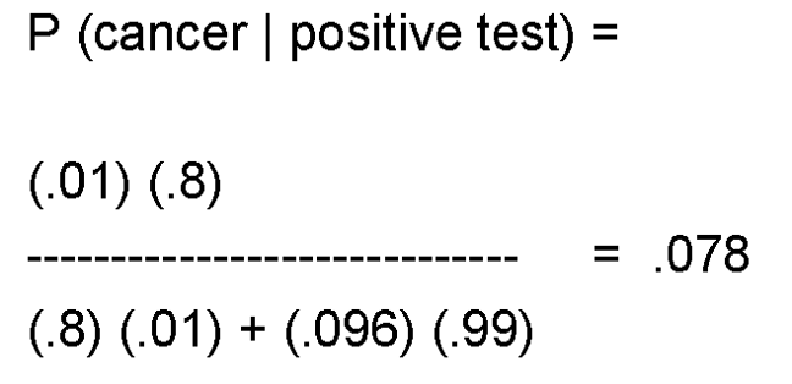 P (cancer | positive test) =
(.01) (.8)
----------------------------- = .078
(.8) (.01) + (.096) (.99)